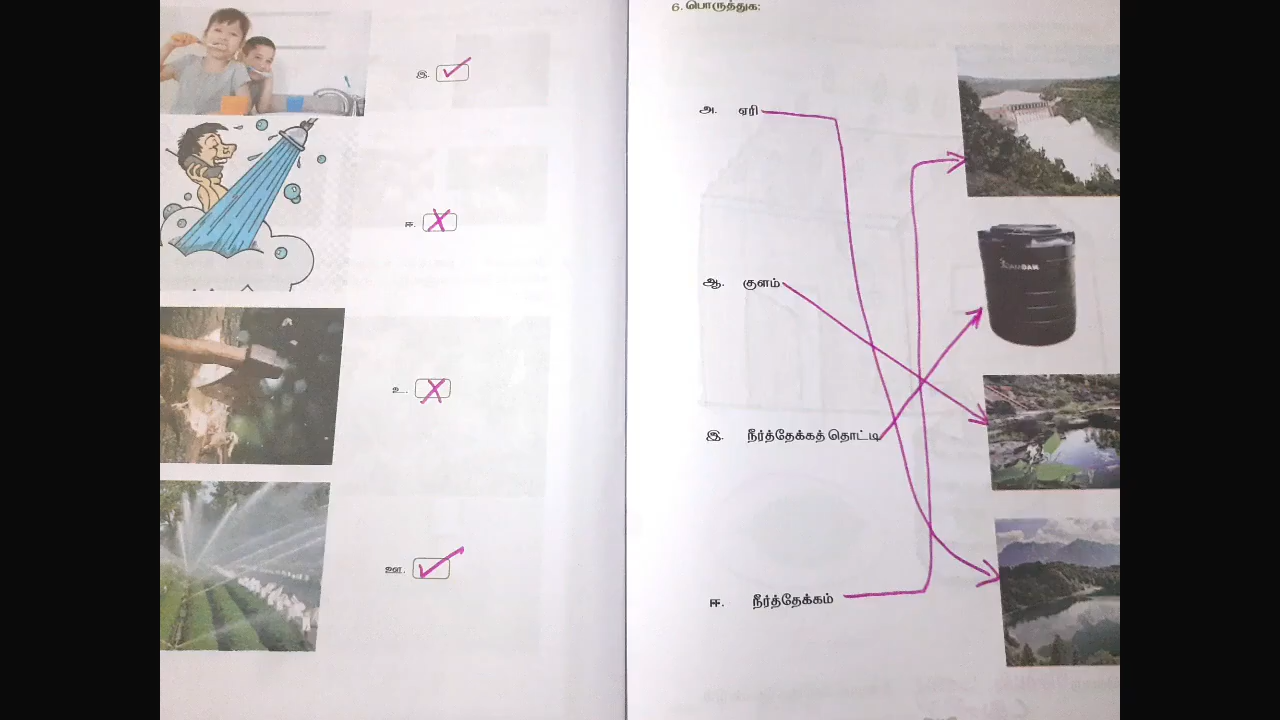 இ.
ஈ.
உ.
ஊ.
6. பொருத்துக:
அ. ஏரி
ஆ. குளம்
இ. நீர்த்தேக்கத் தொட்டி
ஈ. நீர்த்தேக்கம்